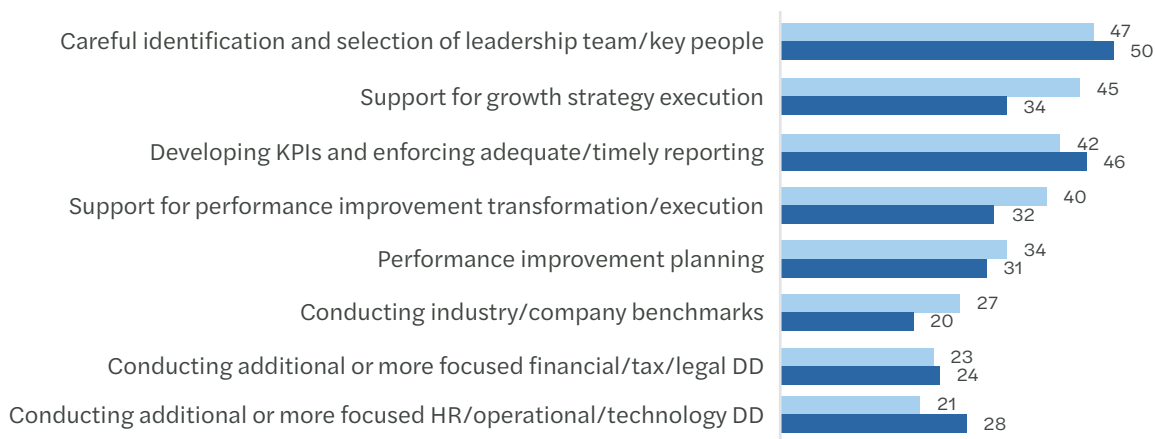 Careful identification and selection of leadership team/key people
47
50
Support for growth strategy execution
45
34
Developing KPIs and enforcing adequate/timely reporting
42
46
Support for performance improvement transformation/execution
40
32
Performance improvement planning
34
31
Conducting industry/company benchmarks
27
20
Conducting additional or more focused financial/tax/legal DD
23
24
Conducting additional or more focused HR/operational/technology DD
21
28